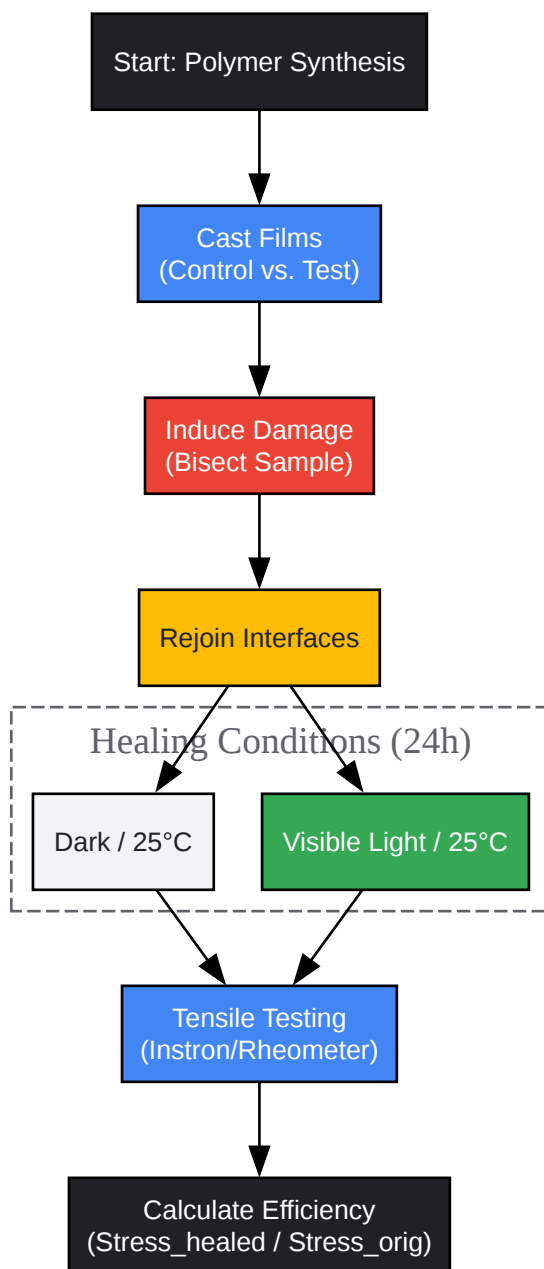 Start: Polymer Synthesis
Cast Films
(Control vs. Test)
Induce Damage
(Bisect Sample)
Rejoin Interfaces
Healing Conditions (24h)
Dark / 25°C
Visible Light / 25°C
Tensile Testing
(Instron/Rheometer)
Calculate Efficiency
(Stress_healed / Stress_orig)